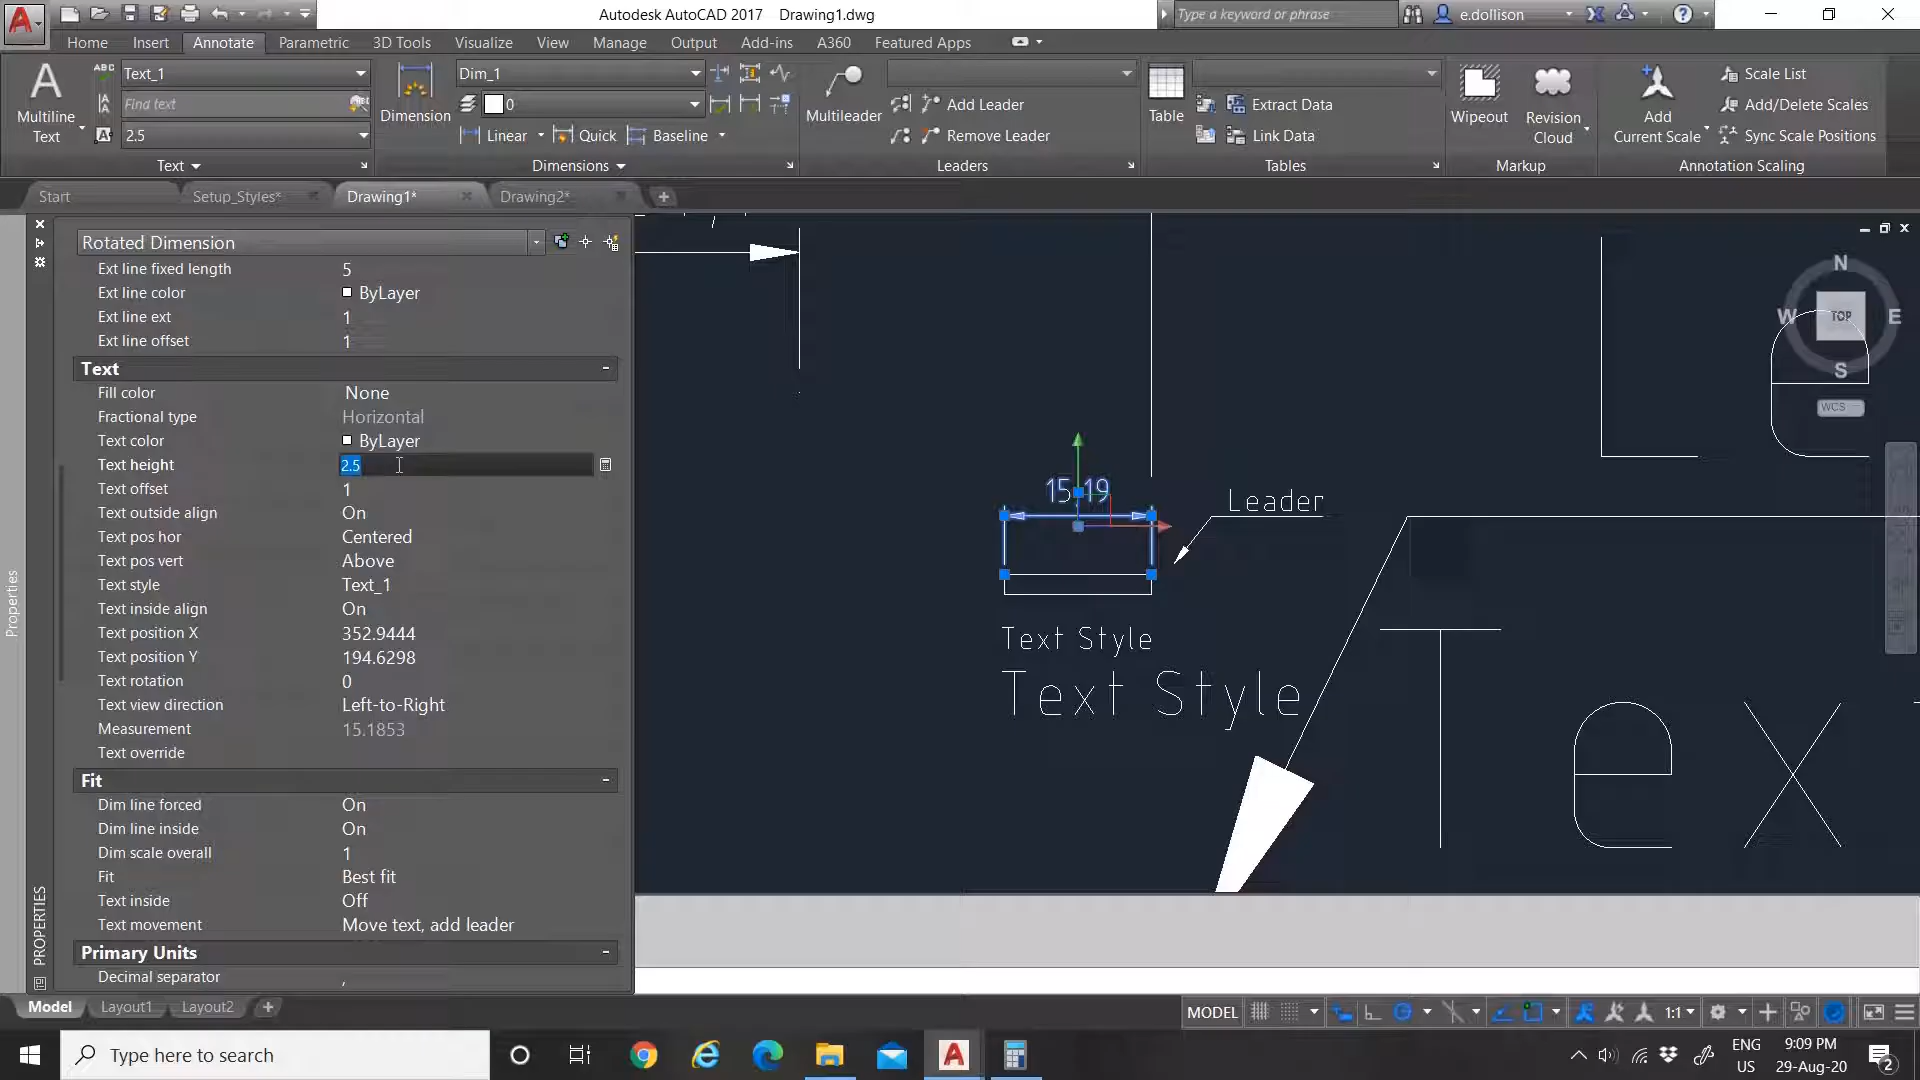 Autodesk AutoCAD 2017 Drawing1.dwg
Type a keyword or phrase
e.dollison
Home Insert Annotate Parametric 3D Tools Visualize View Manage Output Add-ins A360 Featured Apps
Text_1
Find text
2.5
Multiline
Text
Text
Dim_1
0
Dimension
Linear Quick Baseline
Dimensions
Multileader
Add Leader
Remove Leader
Leaders
Table
Extract Data
Link Data
Tables
Wipeout
Revision
Cloud
Markup
Add
Current Scale
Scale List
Add/Delete Scales
Sync Scale Positions
Annotation Scaling
Start Setup_Styles* Drawing1* Drawing2*
Rotated Dimension
Ext line fixed length 5
Ext line color ByLayer
Ext line ext 1
Ext line offset 1
Text
Fill color None
Fractional type Horizontal
Text color ByLayer
Text height 2.5
Text offset 1
Text outside align On
Text pos hor Centered
Text pos vert Above
Text style Text_1
Text inside align On
Text position X 352.9444
Text position Y 194.6298
Text rotation 0
Text view direction Left-to-Right
Measurement 15.1853
Text override
Fit
Dim line forced On
Dim line inside On
Dim scale overall 1
Fit Best fit
Text inside Off
Text movement Move text, add leader
Primary Units
Decimal separator ,
Properties
PROPERTIES
15,19
Leader
Text Style
Text Style
Le
Tex
N
W TOP E
S
WCS
Model Layout1 Layout2
MODEL
1:1
Type here to search
ENG
US
9:09 PM
29-Aug-20
2